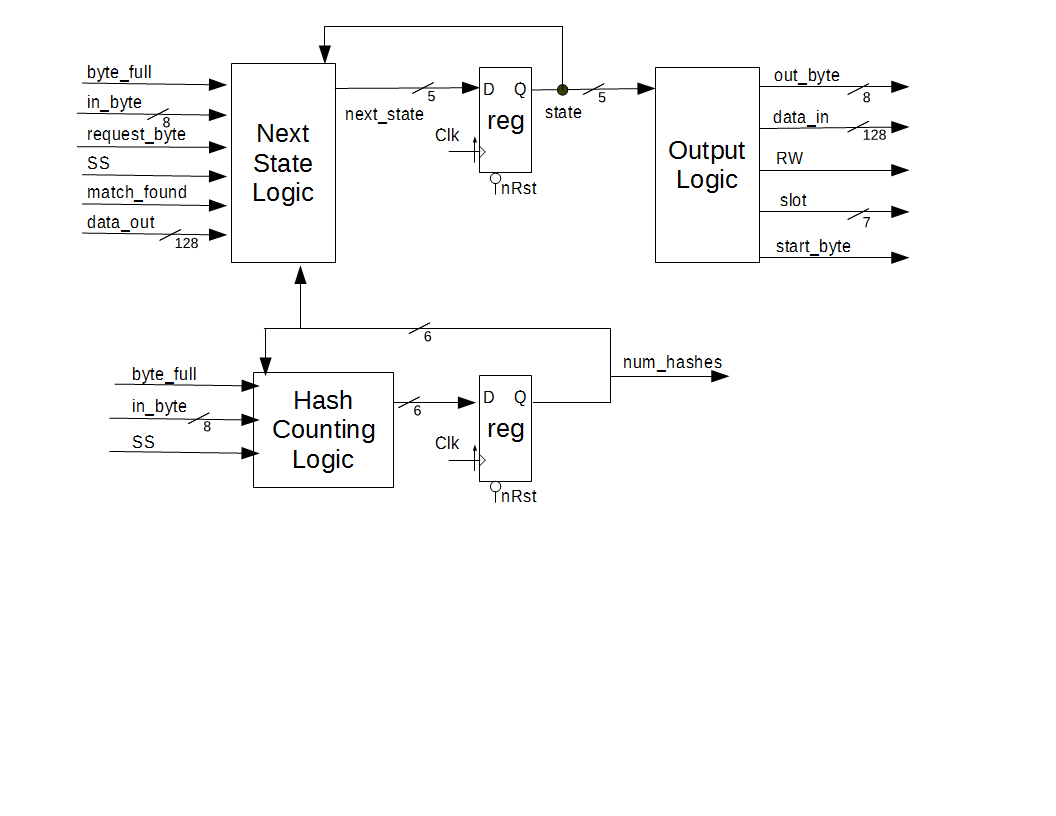 byte_full
in_byte
8
request_byte
SS
match_found
data_out
128
Next
State
Logic
next_state
5
D Q
reg
Clk
nRst
state
5
Output
Logic
out_byte
8
data_in
128
RW
slot
7
start_byte
6
byte_full
in_byte
8
SS
Hash
Counting
Logic
6
D Q
reg
Clk
nRst
num_hashes